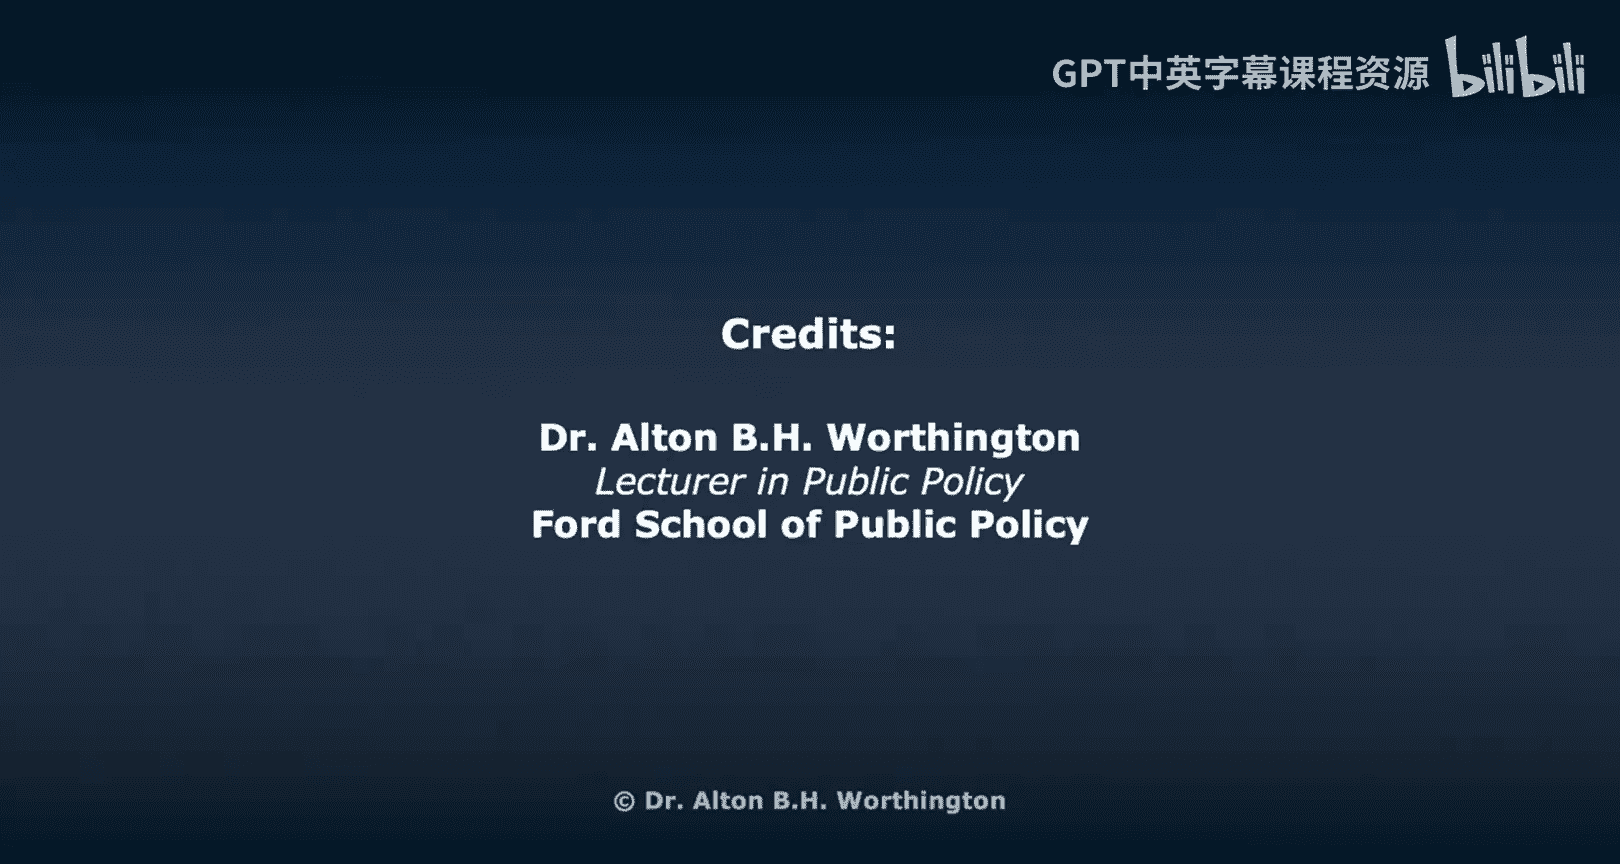 GPT中英字幕课程资源 bilibili
Credits:
Dr. Alton B.H. Worthington
Lecturer in Public Policy
Ford School of Public Policy
© Dr. Alton B.H. Worthington